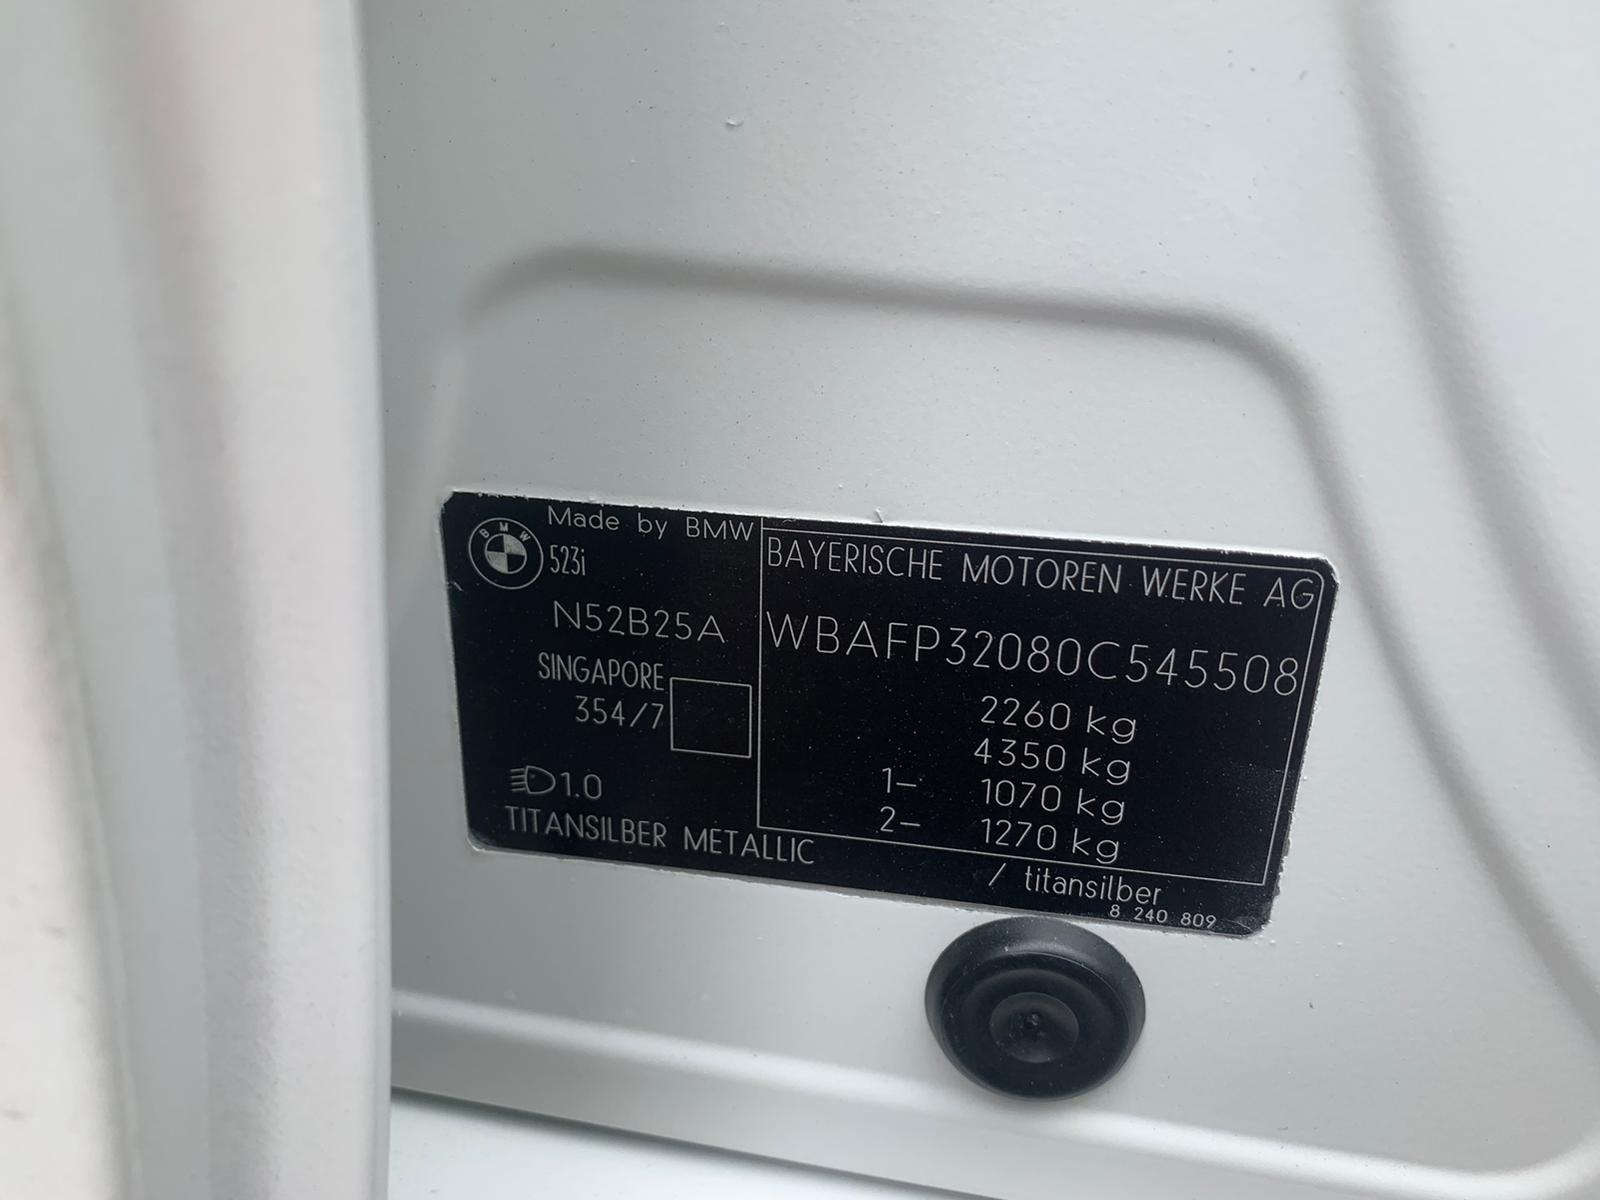 BMW
Made by BMW
523i
N52B25A
SINGAPORE
354/7
1.0
TITANSILBER METALLIC
BAYERISCHE MOTOREN WERKE AG
WBAFP32080C545508
2260 kg
4350 kg
1– 1070 kg
2– 1270 kg
/ titansilber
8 240 809